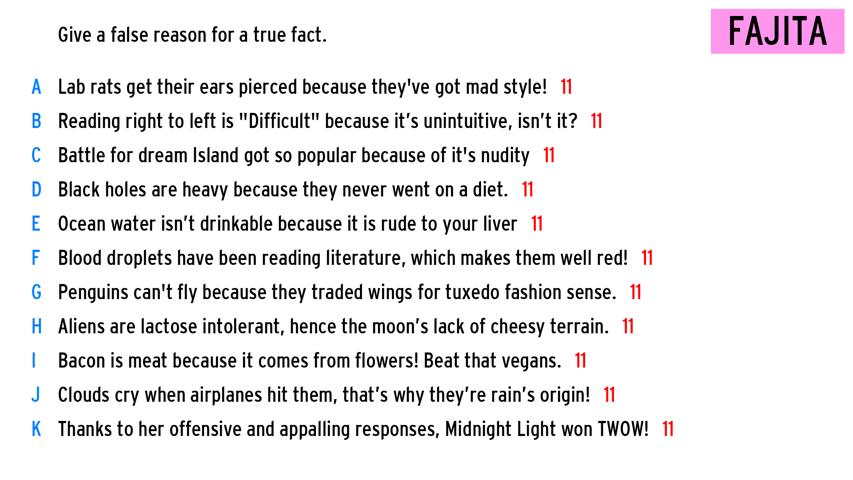 Give a false reason for a true fact.
FAJITA
A Lab rats get their ears pierced because they've got mad style! 11
B Reading right to left is "Difficult" because it’s unintuitive, isn’t it? 11
C Battle for dream Island got so popular because of it's nudity 11
D Black holes are heavy because they never went on a diet. 11
E Ocean water isn’t drinkable because it is rude to your liver 11
F Blood droplets have been reading literature, which makes them well red! 11
G Penguins can't fly because they traded wings for tuxedo fashion sense. 11
H Aliens are lactose intolerant, hence the moon’s lack of cheesy terrain. 11
I Bacon is meat because it comes from flowers! Beat that vegans. 11
J Clouds cry when airplanes hit them, that’s why they’re rain’s origin! 11
K Thanks to her offensive and appalling responses, Midnight Light won TWOW! 11